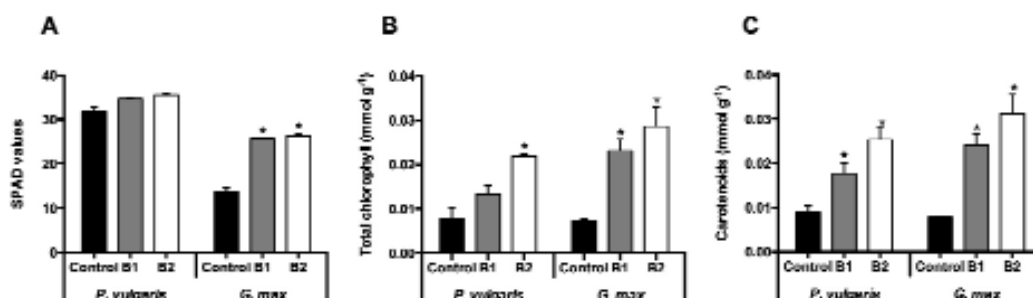 A
SPAD values
40
30
20
10
0
Control B1 B2 Control B1 B2
P. vulgaris G. max
B
Total chlorophyll (mmol g⁻¹)
0.04
0.03
0.02
0.01
0.00
Control B1 B2 Control B1 B2
P. vulgaris G. max
C
Carotenoids (mmol g⁻¹)
0.04
0.03
0.02
0.01
0.00
Control B1 B2 Control B1 B2
P. vulgaris G. max